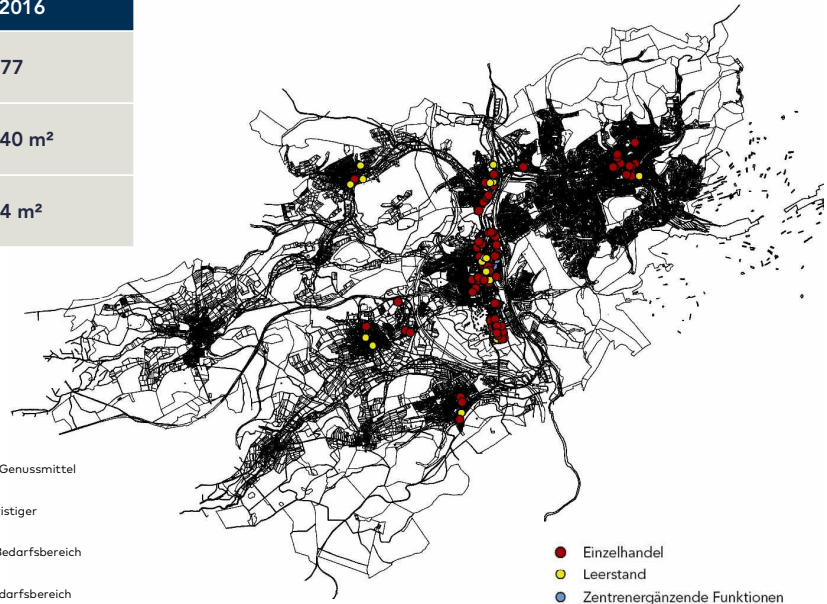 2016
77
40 m²
4 m²
Genussmittel
istiger
Bedarfsbereich
darfsbereich
Einzelhandel
Leerstand
Zentrenergänzende Funktionen